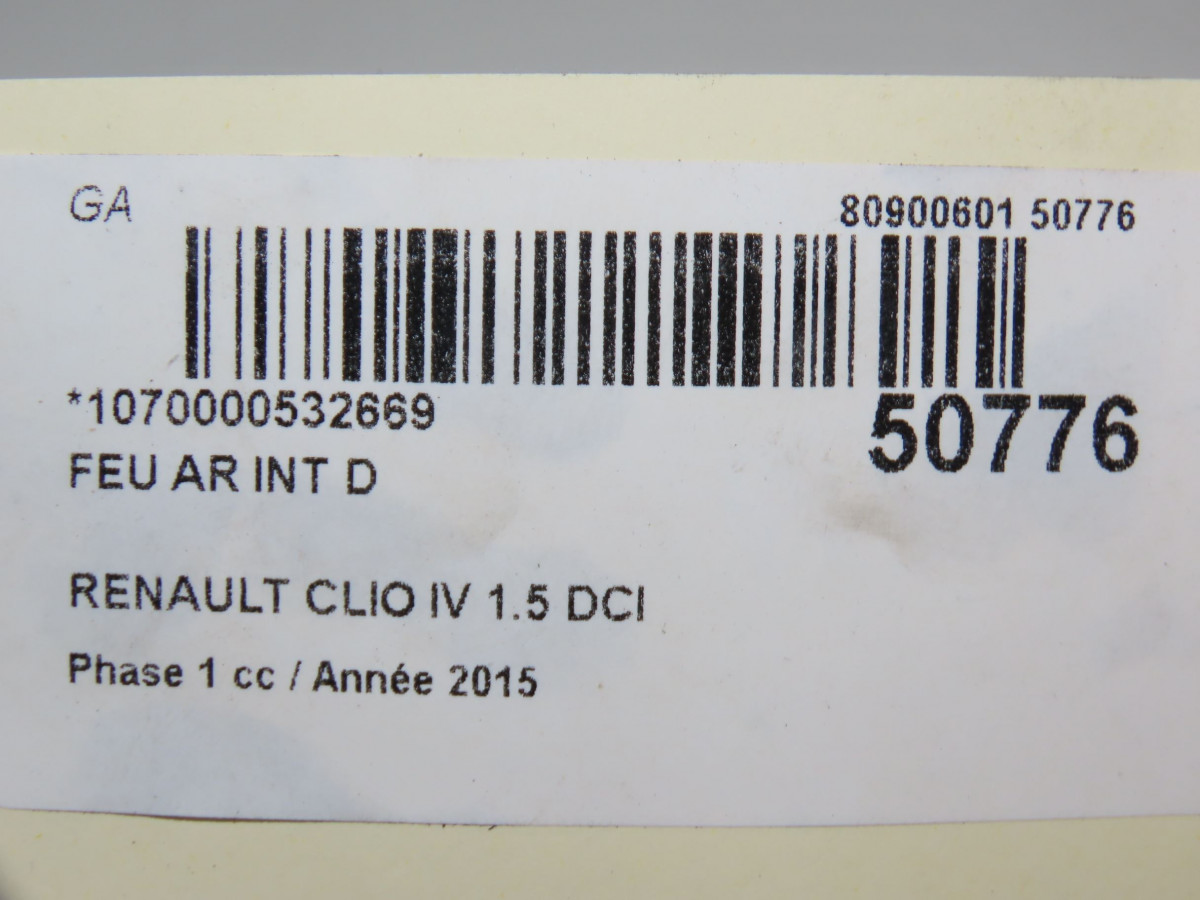 GA
80900601 50776
*1070000532669
50776
FEU AR INT D
RENAULT CLIO IV 1.5 DCI
Phase 1 cc / Année 2015